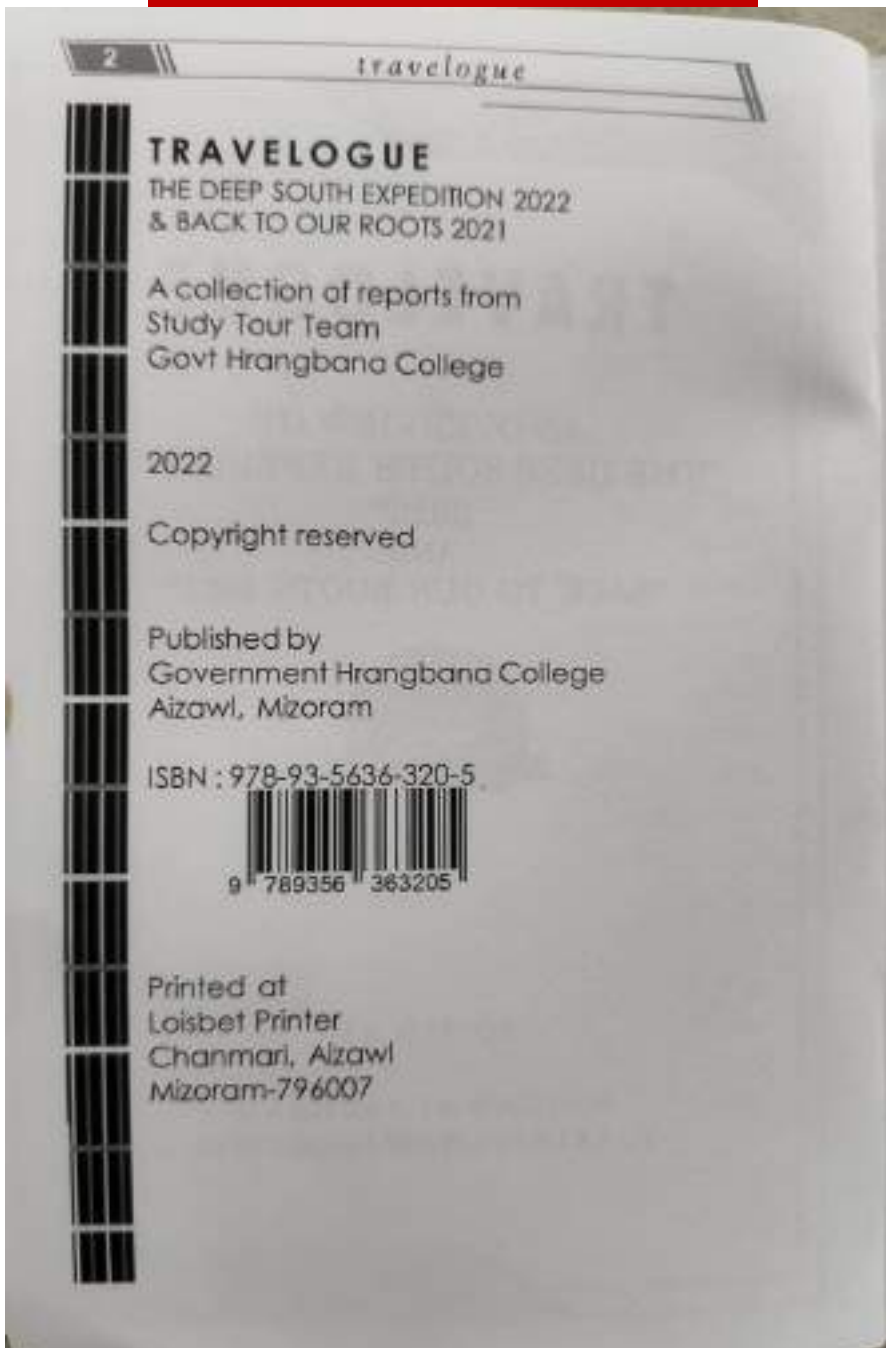 2
travelogue
TRAVELOGUE
THE DEEP SOUTH EXPEDITION 2022
& BACK TO OUR ROOTS 2021
A collection of reports from
Study Tour Team
Govt Hrangbana College
2022
Copyright reserved
Published by
Government Hrangbana College
Aizawl, Mizoram
ISBN : 978-93-5636-320-5
9 789356 363205
Printed at
Loisbet Printer
Chanmari, Aizawl
Mizoram-796007